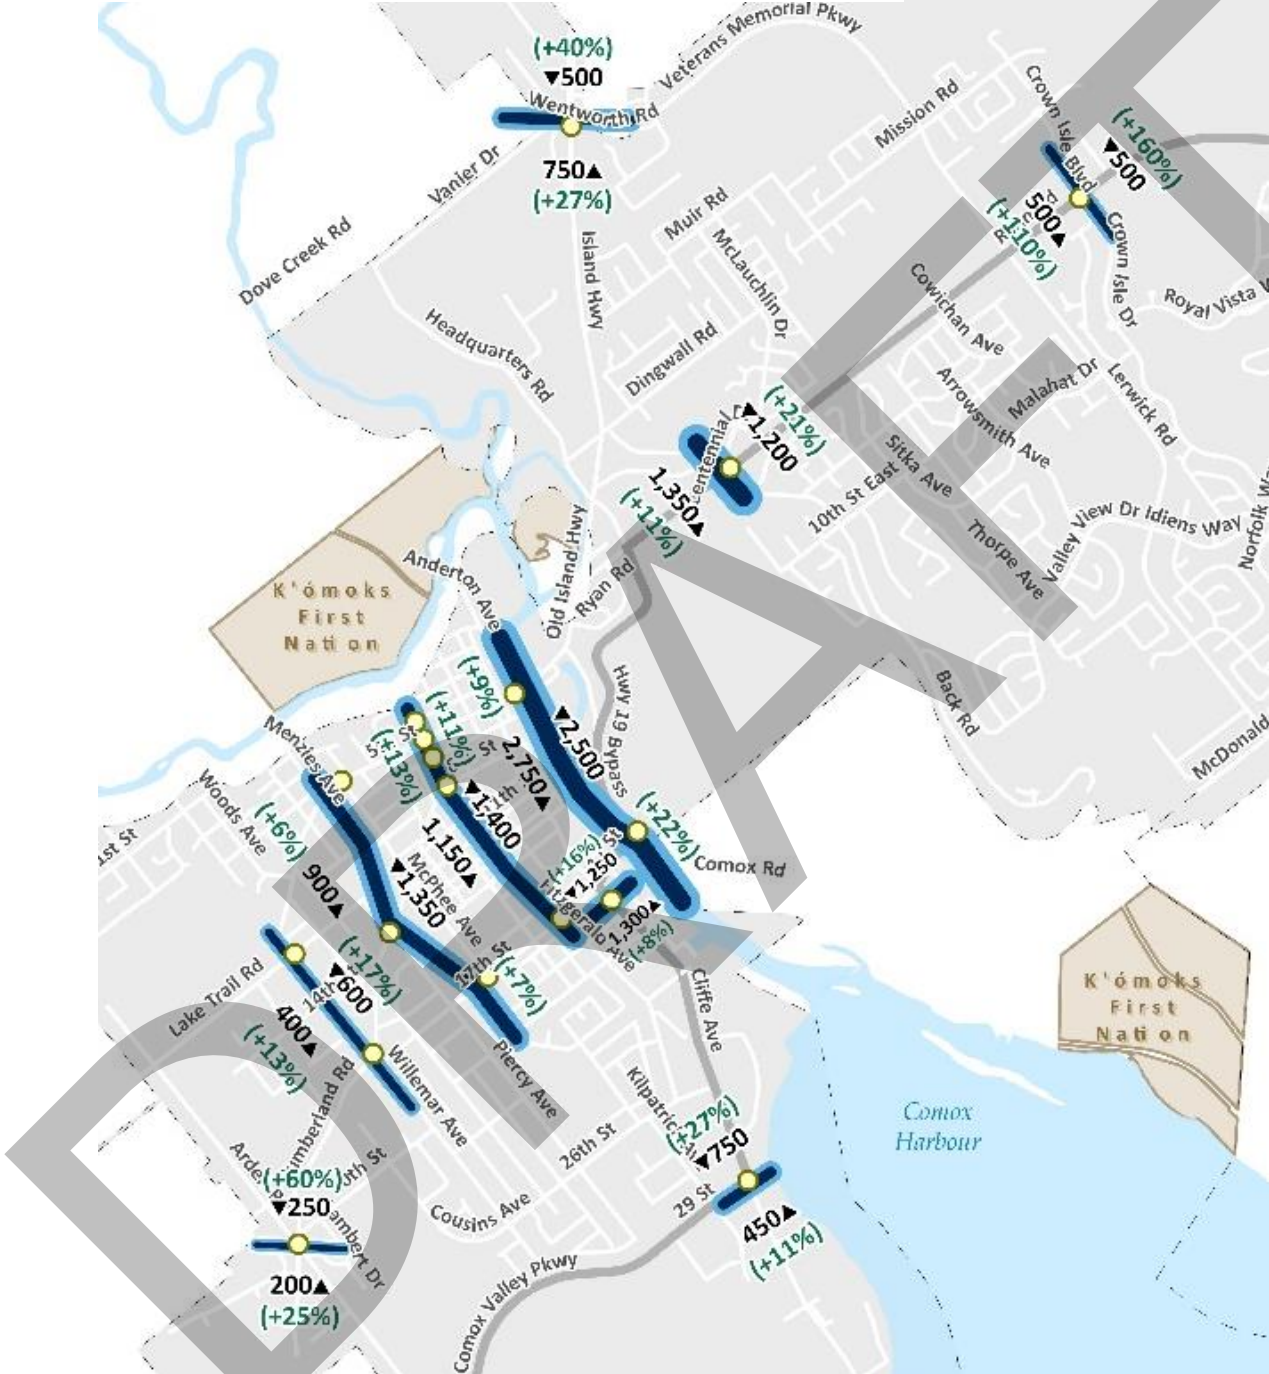 (+40%)
▼500
Wentworth Rd
750▲
(+27%)
Veterans Memorial Pkwy
Mission Rd
Crown Isle Blvd
(+160%)
▼500
500▲
(+110%)
Crown Isle Dr
Vanier Dr
Dove Creek Rd
Island Hwy
Muir Rd
McLauchlin Dr
Cowichan Ave
Royal Vista
Headquarters Rd
Dingwall Rd
Arrowsmith Ave
Malahat Dr
Lerwick Rd
(+21%)
▼1,200
1,350▲
(+11%)
Sitka Ave
10th St East
Thorpe Ave
Valley View Dr
Idiens Way
Norfolk
Old Island Hwy
Ryan Rd
Anderton Ave
K'ómoks
First
Nation
Hwy 19 Bypass
Back Rd
McDonald
(+9%)
▼2,500
2,750▲
(+22%)
Comox Rd
Menzies Ave
Woods Ave
1st St
(+11%)
(+13%)
St
▼1,400
1,150▲
(+16%)
St
▼1,250
1,300▲
(+8%)
Fitzgerald Ave
(+6%)
900▲
▼1,350
McPhee Ave
17th St
(+7%)
Piercy Ave
Lake Trail Rd
14th
(+17%)
▼600
400▲
(+13%)
Willemar Ave
Cliffe Ave
26th St
29 St
(+27%)
▼750
450▲
(+11%)
Cousins Ave
Comox Valley Pkwy
(+60%)
▼250
200▲
(+25%)
Comox
Harbour
K'ómoks
First
Nation
DRAFT